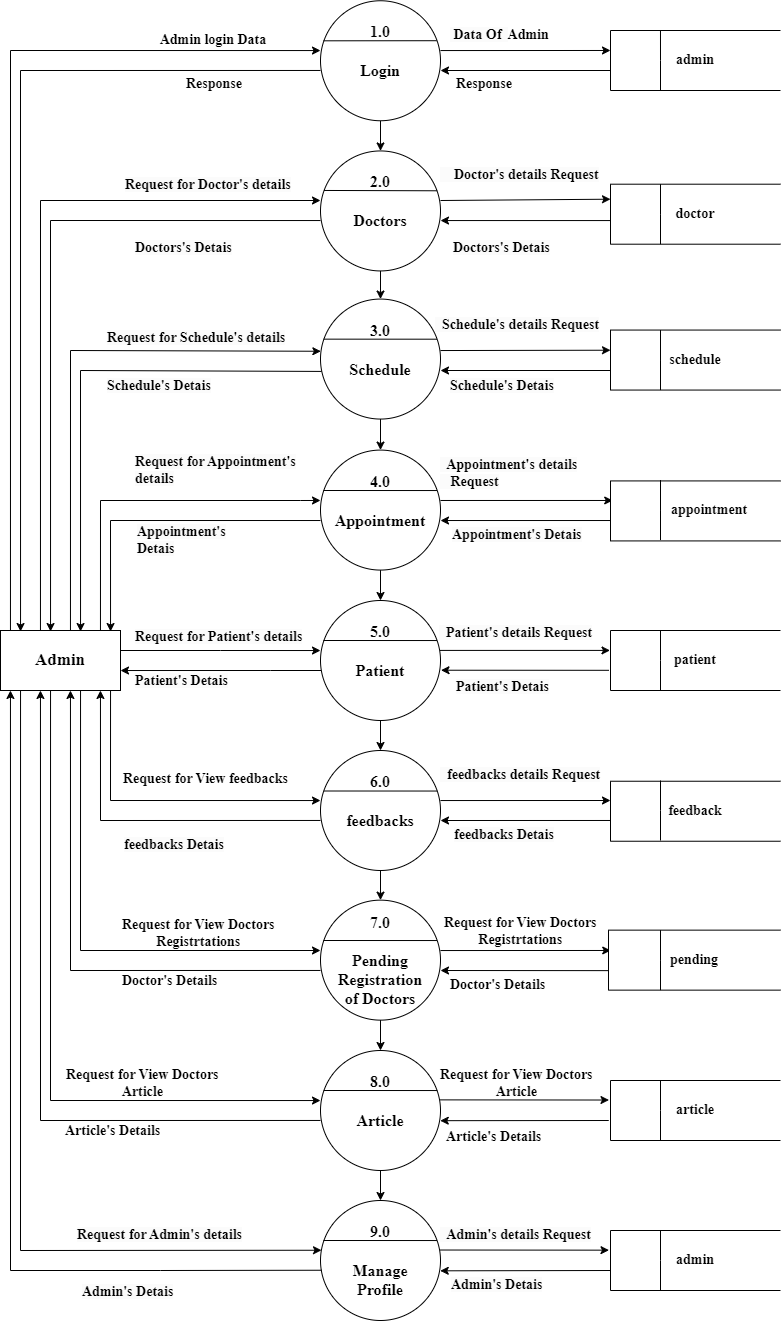 1.0
Login
Admin login Data
Response
Data Of Admin
Response
admin
2.0
Doctors
Request for Doctor's details
Doctors's Detais
Doctor's details Request
Doctors's Detais
doctor
3.0
Schedule
Request for Schedule's details
Schedule's Detais
Schedule's details Request
Schedule's Detais
schedule
4.0
Appointment
Request for Appointment's
details
Appointment's
Detais
Appointment's details
Request
Appointment's Detais
appointment
Admin
5.0
Patient
Request for Patient's details
Patient's Detais
Patient's details Request
Patient's Detais
patient
6.0
feedbacks
Request for View feedbacks
feedbacks Detais
feedbacks details Request
feedbacks Detais
feedback
7.0
Pending
Registration
of Doctors
Request for View Doctors
Registrtations
Doctor's Details
Request for View Doctors
Registrtations
Doctor's Details
pending
8.0
Article
Request for View Doctors
Article
Article's Details
Request for View Doctors
Article
Article's Details
article
9.0
Manage
Profile
Request for Admin's details
Admin's Detais
Admin's details Request
Admin's Detais
admin